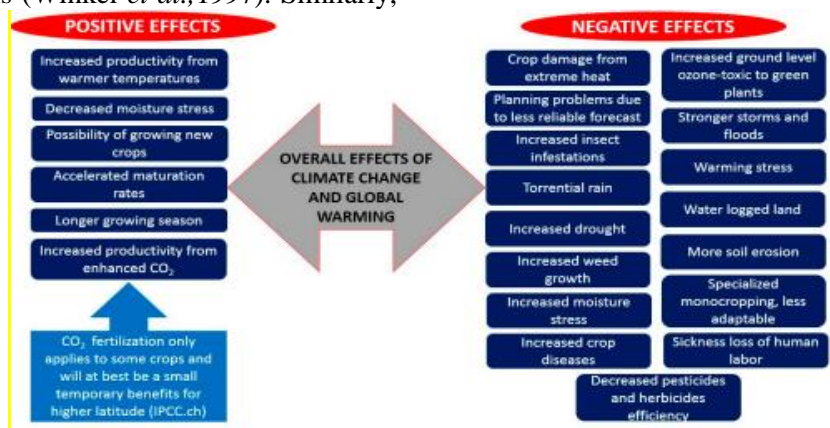 s (Winker et al.,1997). Similarly,
POSITIVE EFFECTS
Increased productivity from
warmer temperatures
Decreased moisture stress
Possibility of growing new
crops
Accelerated maturation
rates
Longer growing season
Increased productivity from
enhanced CO₂
CO₂ fertilization only
applies to some crops and
will at best be a small
temporary benefits for
higher latitude (IPCC.ch)
OVERALL EFFECTS OF
CLIMATE CHANGE
AND GLOBAL
WARMING
NEGATIVE EFFECTS
Crop damage from
extreme heat
Planning problems due
to less reliable forecast
Increased insect
infestations
Torrential rain
Increased drought
Increased weed
growth
Increased moisture
stress
Increased crop
diseases
Increased ground level
ozone-toxic to green
plants
Stronger storms and
floods
Warming stress
Water logged land
More soil erosion
Specialized
monocropping, less
adaptable
Sickness loss of human
labor
Decreased pesticides
and herbicides
efficiency